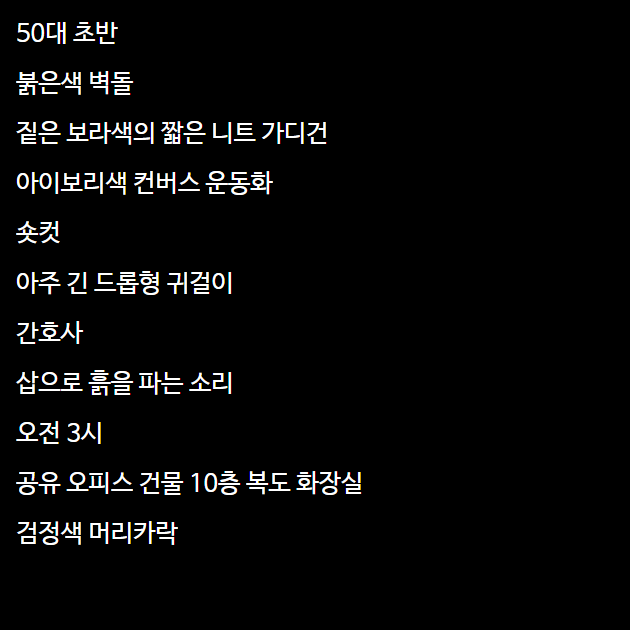 50대 초반
붉은색 벽돌
짙은 보라색의 짧은 니트 가디건
아이보리색 컨버스 운동화
숏컷
아주 긴 드롭형 귀걸이
간호사
삽으로 흙을 파는 소리
오전 3시
공유 오피스 건물 10층 복도 화장실
검정색 머리카락